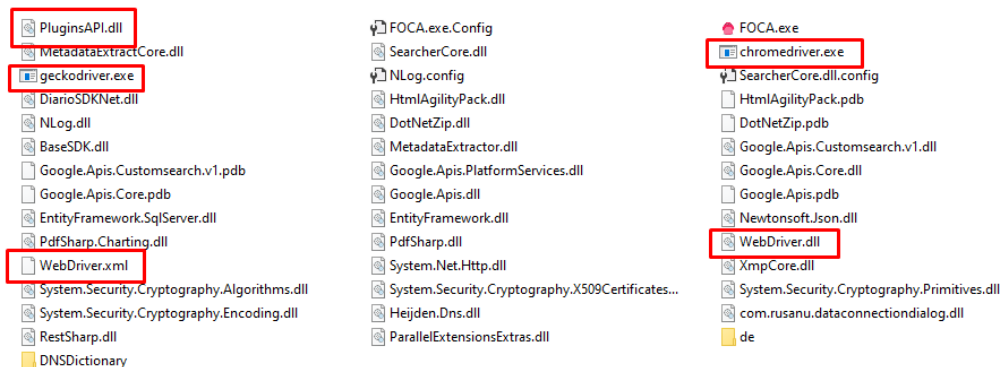 PluginsAPI.dll
FOCA.exe.Config
FOCA.exe
MetadataExtractCore.dll
SearcherCore.dll
chromedriver.exe
geckodriver.exe
NLog.config
SearcherCore.dll.config
DiarioSDKNet.dll
HtmlAgilityPack.dll
HtmlAgilityPack.pdb
NLog.dll
DotNetZip.dll
DotNetZip.pdb
BaseSDK.dll
MetadataExtractor.dll
Google.Apis.Customsearch.v1.dll
Google.Apis.Customsearch.v1.pdb
Google.Apis.PlatformServices.dll
Google.Apis.Core.dll
Google.Apis.Core.pdb
Google.Apis.dll
Google.Apis.pdb
EntityFramework.SqlServer.dll
EntityFramework.dll
Newtonsoft.Json.dll
PdfSharp.Charting.dll
PdfSharp.dll
WebDriver.dll
WebDriver.xml
System.Net.Http.dll
XmpCore.dll
System.Security.Cryptography.Algorithms.dll
System.Security.Cryptography.X509Certificates...
System.Security.Cryptography.Primitives.dll
System.Security.Cryptography.Encoding.dll
Heijden.Dns.dll
com.rusanu.dataconnectiondialog.dll
RestSharp.dll
ParallelExtensionsExtras.dll
de
DNSDictionary